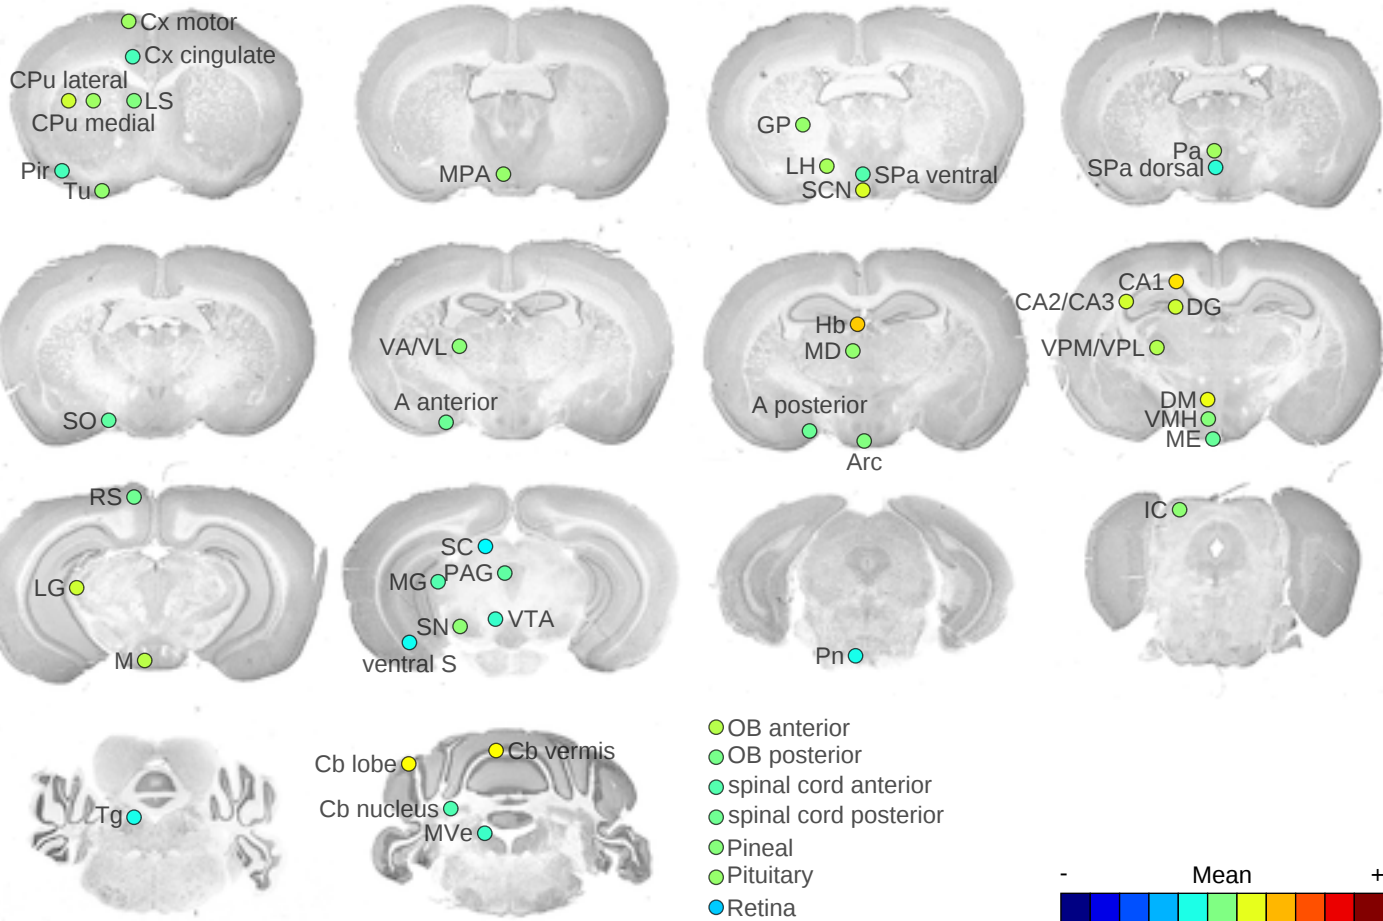 Cx motor
Cx cingulate
CPu lateral
LS
CPu medial
Pir
Tu
MPA
GP
LH
SPa ventral
SCN
Pa
SPa dorsal
SO
VA/VL
A anterior
Hb
MD
A posterior
Arc
CA1
CA2/CA3
DG
VPM/VPL
DM
VMH
ME
RS
LG
M
SC
PAG
MG
VTA
SN
ventral S
Pn
IC
Tg
Cb vermis
Cb lobe
Cb nucleus
MVe
OB anterior
OB posterior
spinal cord anterior
spinal cord posterior
Pineal
Pituitary
Retina
- Mean +